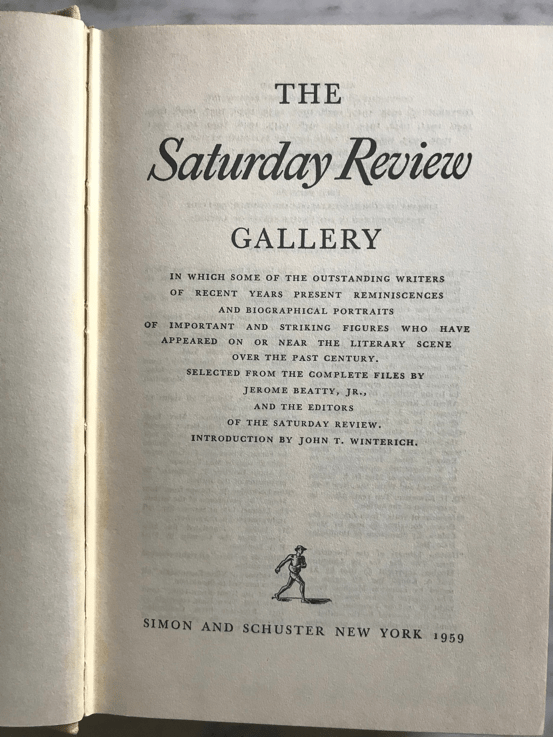 THE
Saturday Review
GALLERY
IN WHICH SOME OF THE OUTSTANDING WRITERS
OF RECENT YEARS PRESENT REMINISCENCES
AND BIOGRAPHICAL PORTRAITS
OF IMPORTANT AND STRIKING FIGURES WHO HAVE
APPEARED ON OR NEAR THE LITERARY SCENE
OVER THE PAST CENTURY.
SELECTED FROM THE COMPLETE FILES BY
JEROME BEATTY, JR.,
AND THE EDITORS
OF THE SATURDAY REVIEW.
INTRODUCTION BY JOHN T. WINTERICH.
SIMON AND SCHUSTER NEW YORK 1959